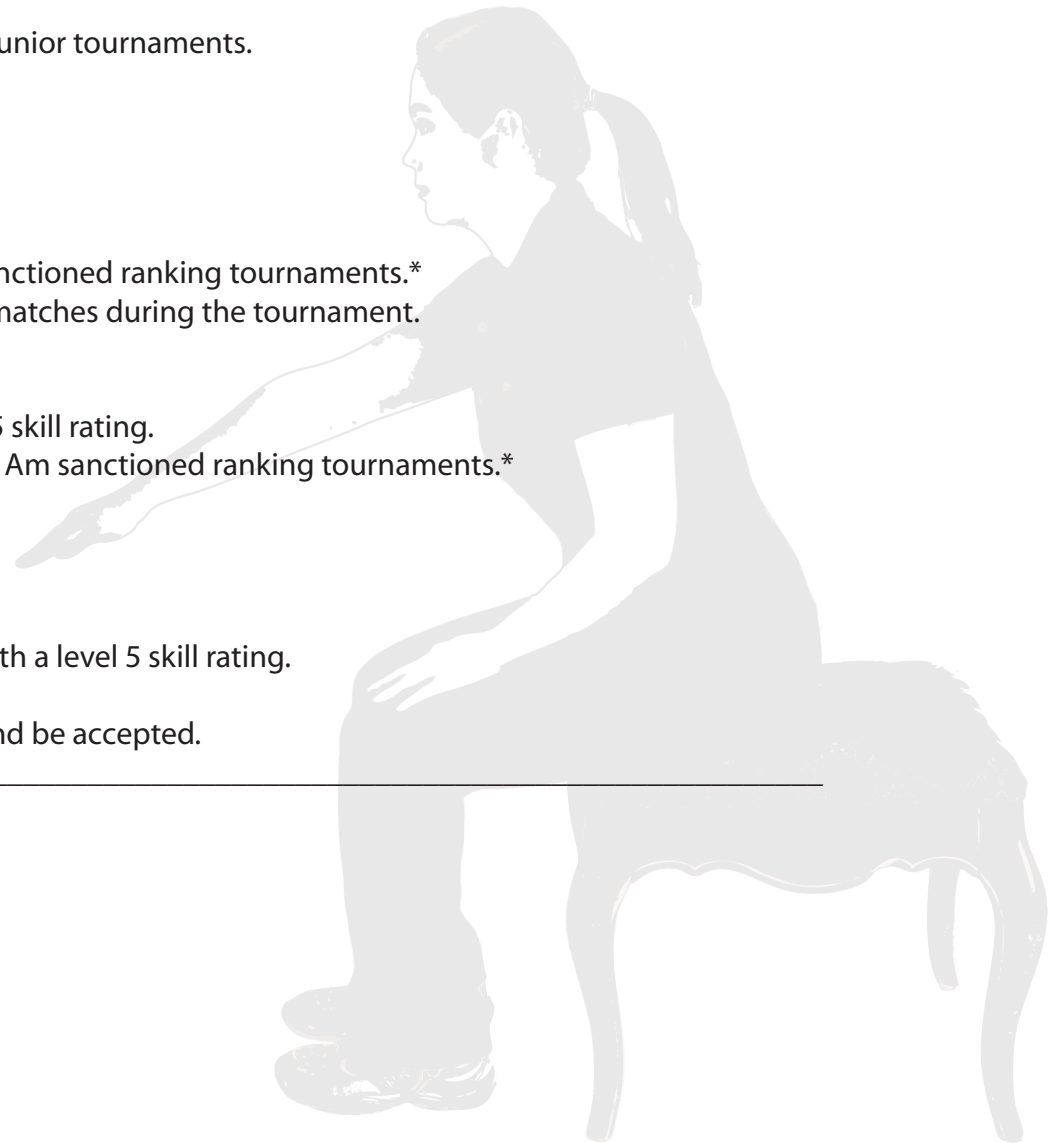 unior tournaments.
nctioned ranking tournaments.*
matches during the tournament.
5 skill rating.
Am sanctioned ranking tournaments.*
th a level 5 skill rating.
nd be accepted.